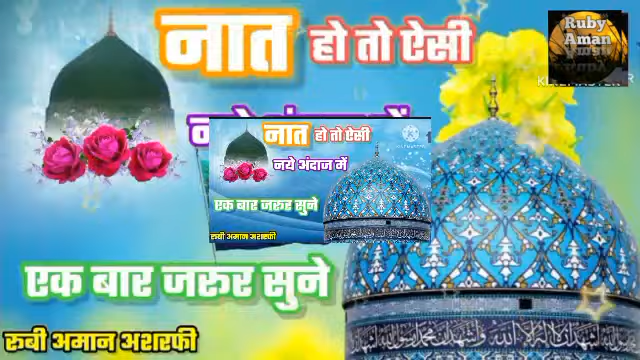 नात हो तो ऐसी
Ruby
Aman
नात हो तो ऐसी
नये अंदाज में
एक बार जरूर सुने
रुबी अमान अशरफी
एक बार जरूर सुने
रुबी अमान अशरफी